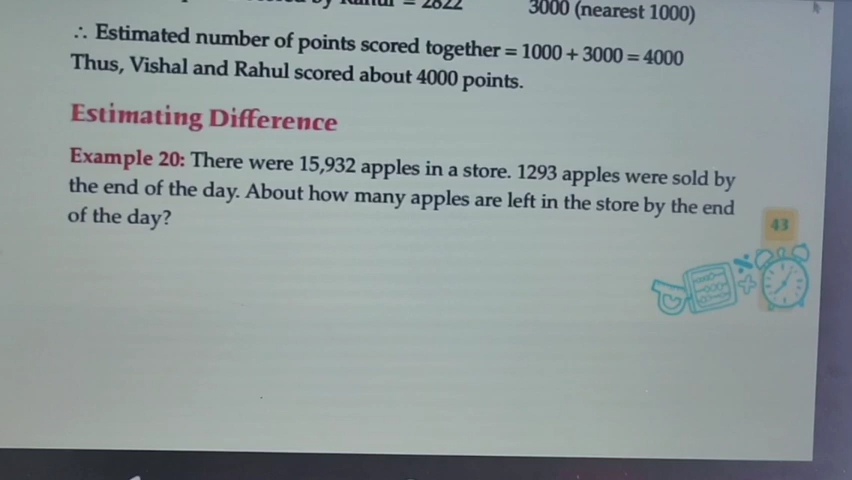 by Rahul = 2822 3000 (nearest 1000)
∴ Estimated number of points scored together = 1000 + 3000 = 4000
Thus, Vishal and Rahul scored about 4000 points.
Estimating Difference
Example 20: There were 15,932 apples in a store. 1293 apples were sold by
the end of the day. About how many apples are left in the store by the end
of the day?
43